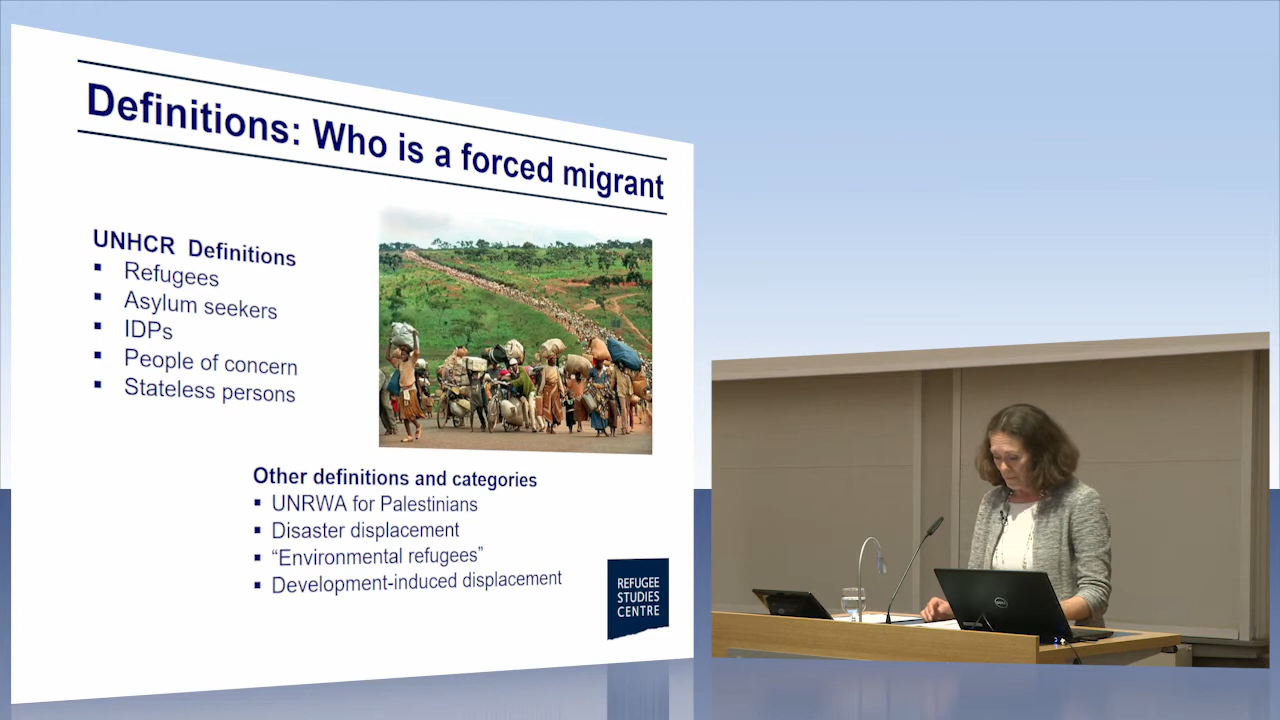 Definitions: Who is a forced migrant
UNHCR Definitions
▪ Refugees
▪ Asylum seekers
▪ IDPs
▪ People of concern
▪ Stateless persons
Other definitions and categories
▪ UNRWA for Palestinians
▪ Disaster displacement
▪ “Environmental refugees”
▪ Development-induced displacement
REFUGEE
STUDIES
CENTRE
DELL